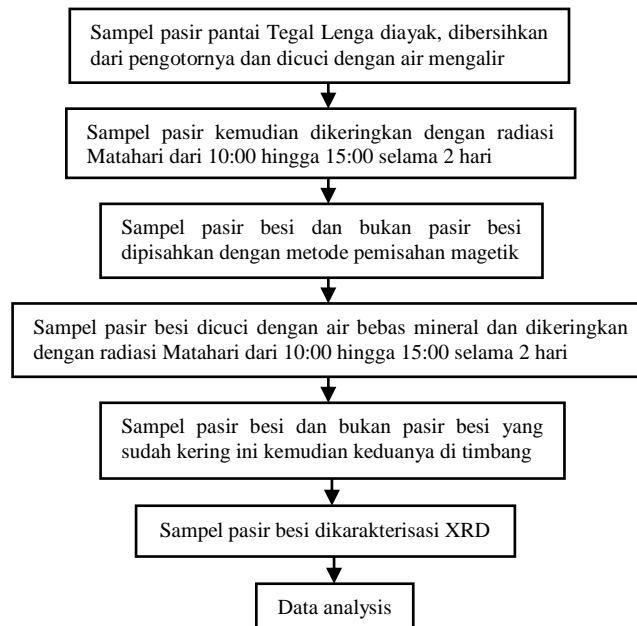 Sampel pasir pantai Tegal Lenga diayak, dibersihkan
dari pengotornya dan dicuci dengan air mengalir
Sampel pasir kemudian dikeringkan dengan radiasi
Matahari dari 10:00 hingga 15:00 selama 2 hari
Sampel pasir besi dan bukan pasir besi
dipisahkan dengan metode pemisahan magetik
Sampel pasir besi dicuci dengan air bebas mineral dan dikeringkan
dengan radiasi Matahari dari 10:00 hingga 15:00 selama 2 hari
Sampel pasir besi dan bukan pasir besi yang
sudah kering ini kemudian keduanya di timbang
Sampel pasir besi dikarakterisasi XRD
Data analysis